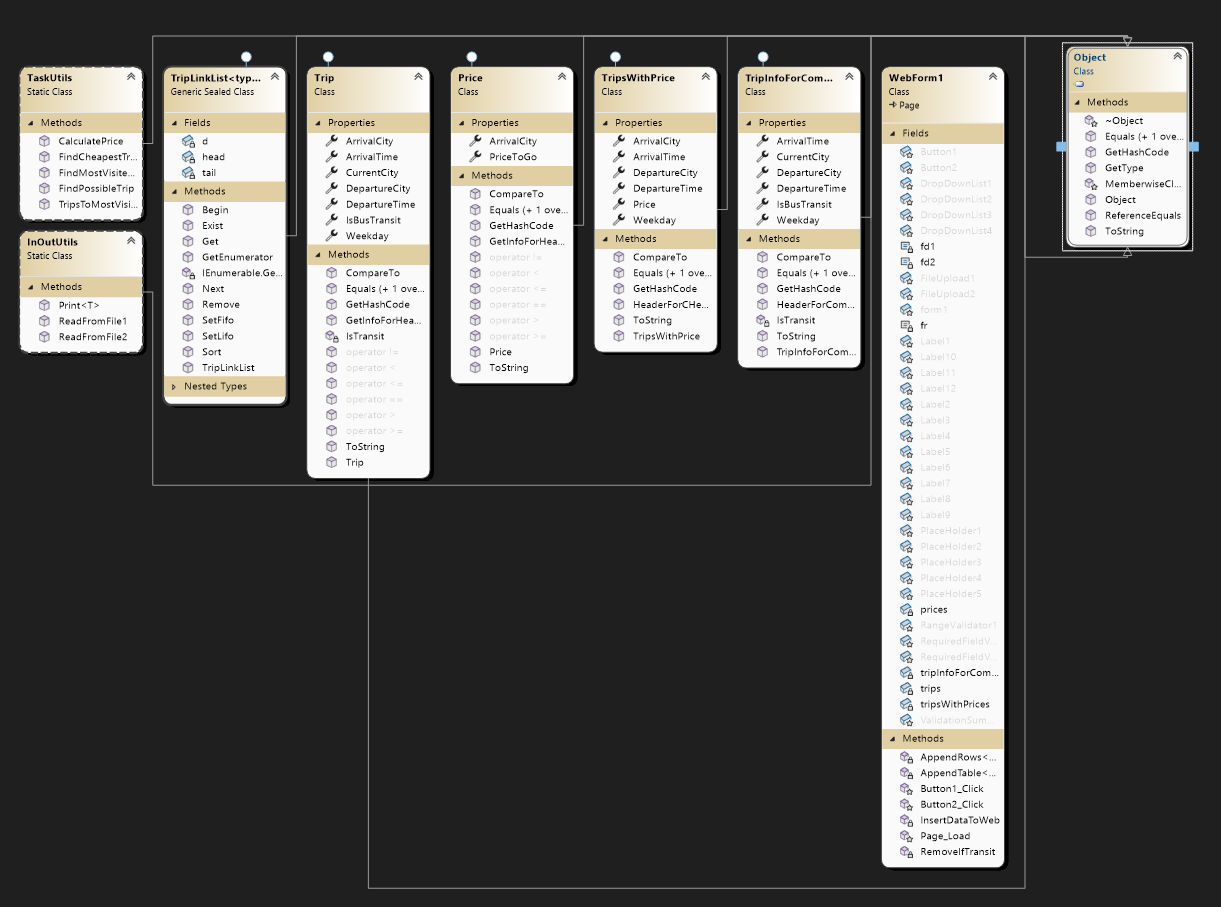 TaskUtils
Static Class
Methods
CalculatePrice
FindCheapestTr...
FindMostVisite...
FindPossibleTrip
TripsToMostVisi...
InOutUtils
Static Class
Methods
Print<T>
ReadFromFile1
ReadFromFile2
TripLinkList<typ...
Generic Sealed Class
Fields
d
head
tail
Methods
Begin
Exist
Get
GetEnumerator
IEnumerable.Ge...
Next
Remove
SetFifo
SetLifo
Sort
TripLinkList
Nested Types
Trip
Class
Properties
ArrivalCity
ArrivalTime
CurrentCity
DepartureCity
DepartureTime
IsBusTransit
Weekday
Methods
CompareTo
Equals (+ 1 ove...
GetHashCode
GetInfoForHea...
IsTransit
operator !=
operator <
operator <=
operator ==
operator >
operator >=
ToString
Trip
Price
Class
Properties
ArrivalCity
PriceToGo
Methods
CompareTo
Equals (+ 1 ove...
GetHashCode
GetInfoForHea...
operator !=
operator <
operator <=
operator ==
operator >
operator >=
Price
ToString
TripsWithPrice
Class
Properties
ArrivalCity
ArrivalTime
DepartureCity
DepartureTime
Price
Weekday
Methods
CompareTo
Equals (+ 1 ove...
GetHashCode
HeaderForCHe...
ToString
TripsWithPrice
TripInfoForCom...
Class
Properties
ArrivalTime
CurrentCity
DepartureCity
DepartureTime
IsBusTransit
Weekday
Methods
CompareTo
Equals (+ 1 ove...
GetHashCode
HeaderForCom...
IsTransit
ToString
TripInfoForCom...
WebForm1
Class
Page
Fields
Button1
Button2
DropDownList1
DropDownList2
DropDownList3
DropDownList4
fd1
fd2
FileUpload1
FileUpload2
form1
fr
Label1
Label10
Label11
Label12
Label2
Label3
Label4
Label5
Label6
Label7
Label8
Label9
PlaceHolder1
PlaceHolder2
PlaceHolder3
PlaceHolder4
PlaceHolder5
prices
RangeValidator1
RequiredFieldV...
RequiredFieldV...
tripInfoForCom...
trips
tripsWithPrices
ValidationSum...
Methods
AppendRows<...
AppendTable<...
Button1_Click
Button2_Click
InsertDataToWeb
Page_Load
RemoveIfTransit
Object
Class
Methods
~Object
Equals (+ 1 ove...
GetHashCode
GetType
MemberwiseCl...
Object
ReferenceEquals
ToString